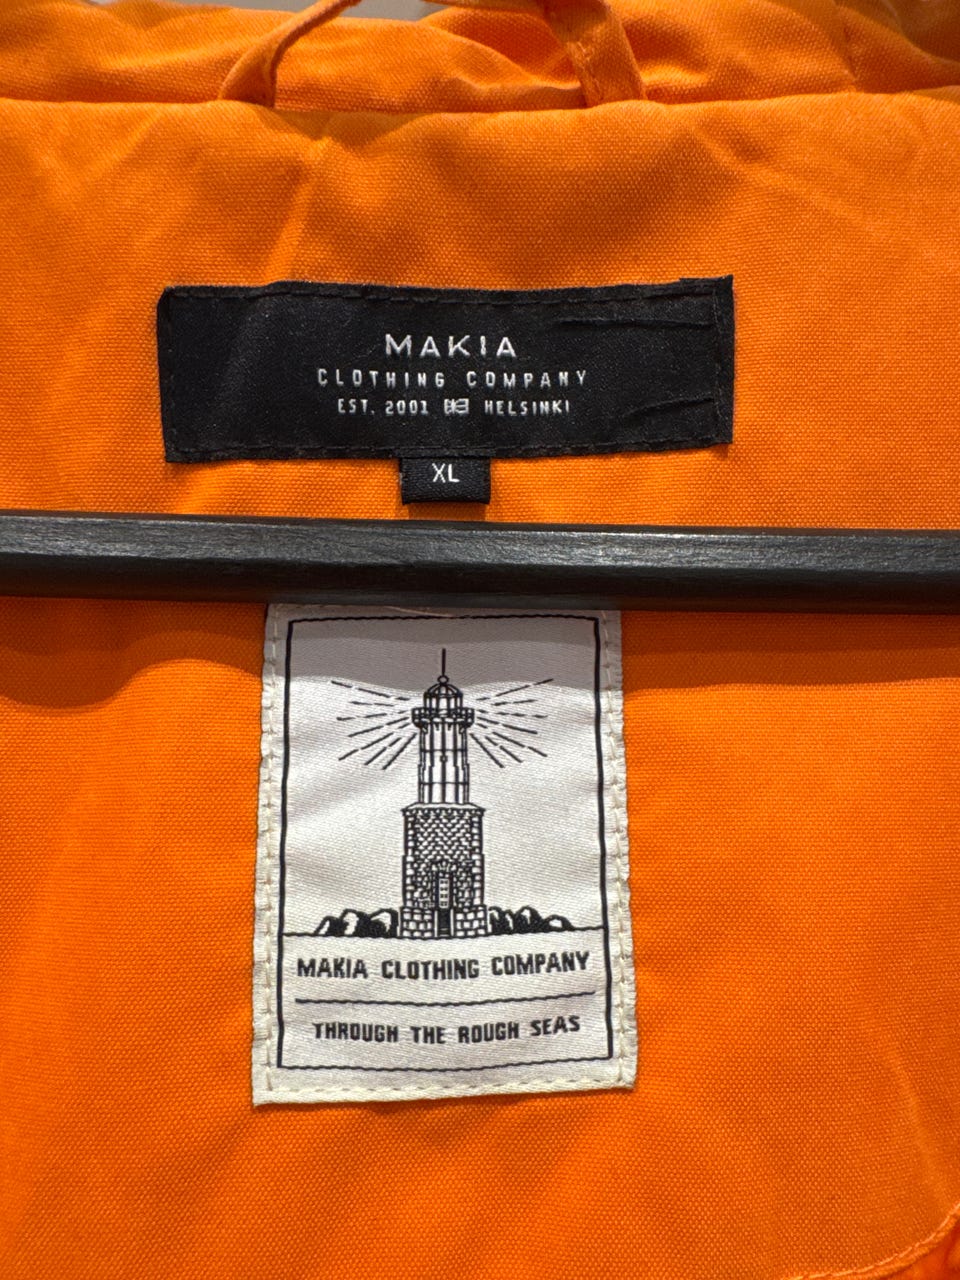 MAKIA
CLOTHING COMPANY
EST. 2001 HELSINKI
XL
MAKIA CLOTHING COMPANY
THROUGH THE ROUGH SEAS